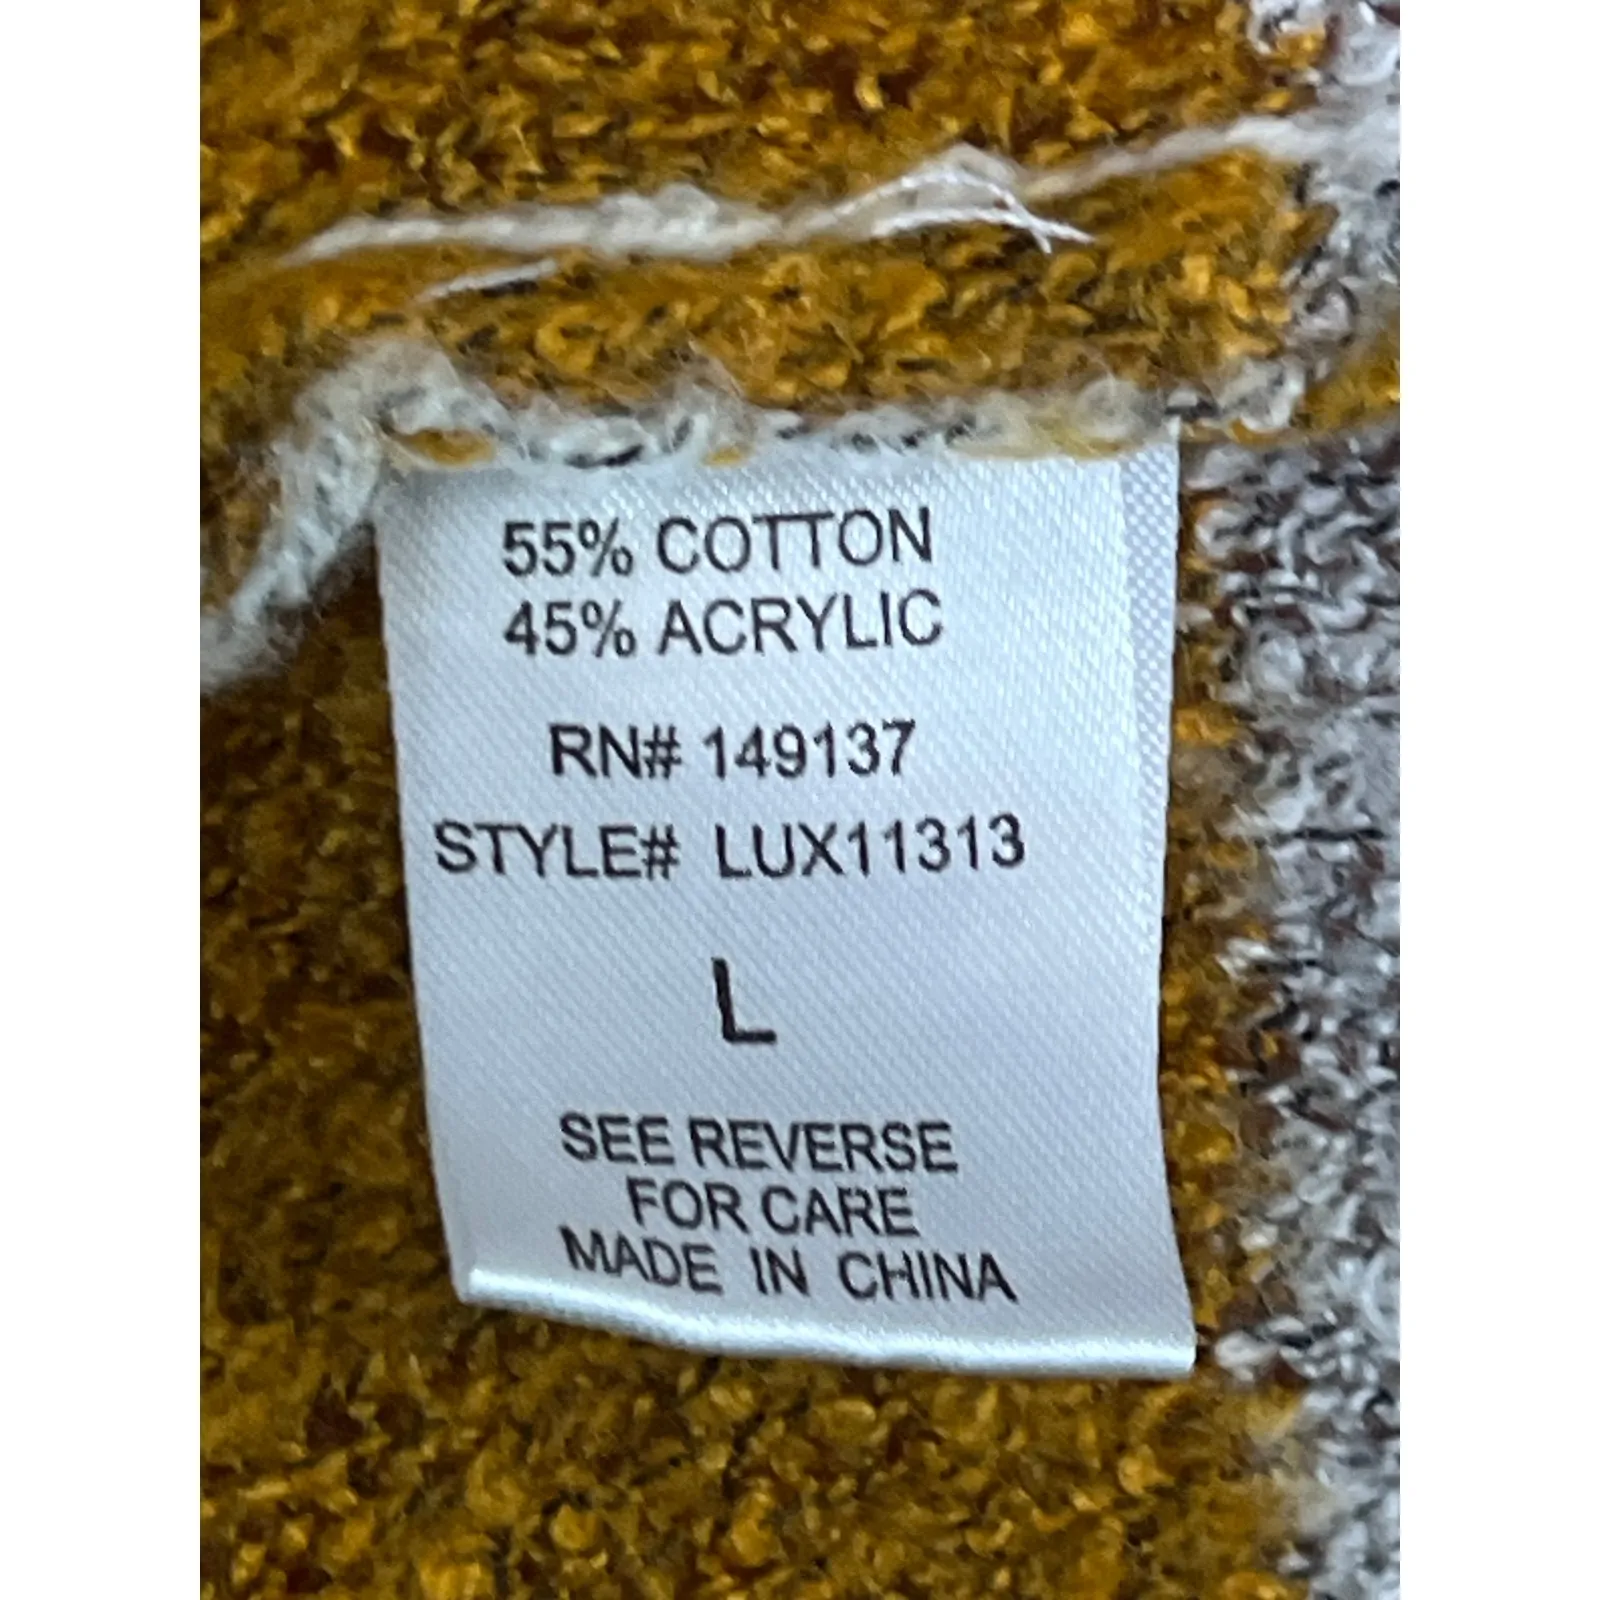 55% COTTON
45% ACRYLIC
RN# 149137
STYLE# LUX11313
L
SEE REVERSE
FOR CARE
MADE IN CHINA